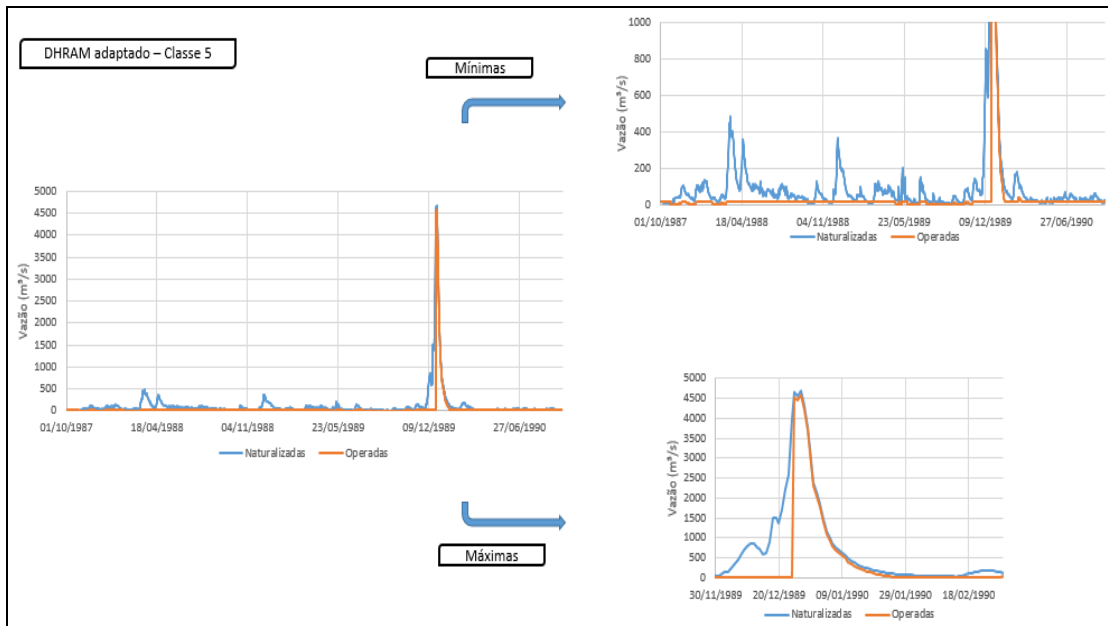 DHRAM adaptado – Classe 5
Mínimas
Vazão (m³/s)
1000
800
600
400
200
0
01/10/1987 18/04/1988 04/11/1988 23/05/1989 09/12/1989 27/06/1990
Naturalizadas Operadas
Vazão (m³/s)
5000
4500
4000
3500
3000
2500
2000
1500
1000
500
0
01/10/1987 18/04/1988 04/11/1988 23/05/1989 09/12/1989 27/06/1990
Naturalizadas Operadas
Máximas
Vazão (m³/s)
5000
4500
4000
3500
3000
2500
2000
1500
1000
500
0
30/11/1989 20/12/1989 09/01/1990 29/01/1990 18/02/1990
Naturalizadas Operadas